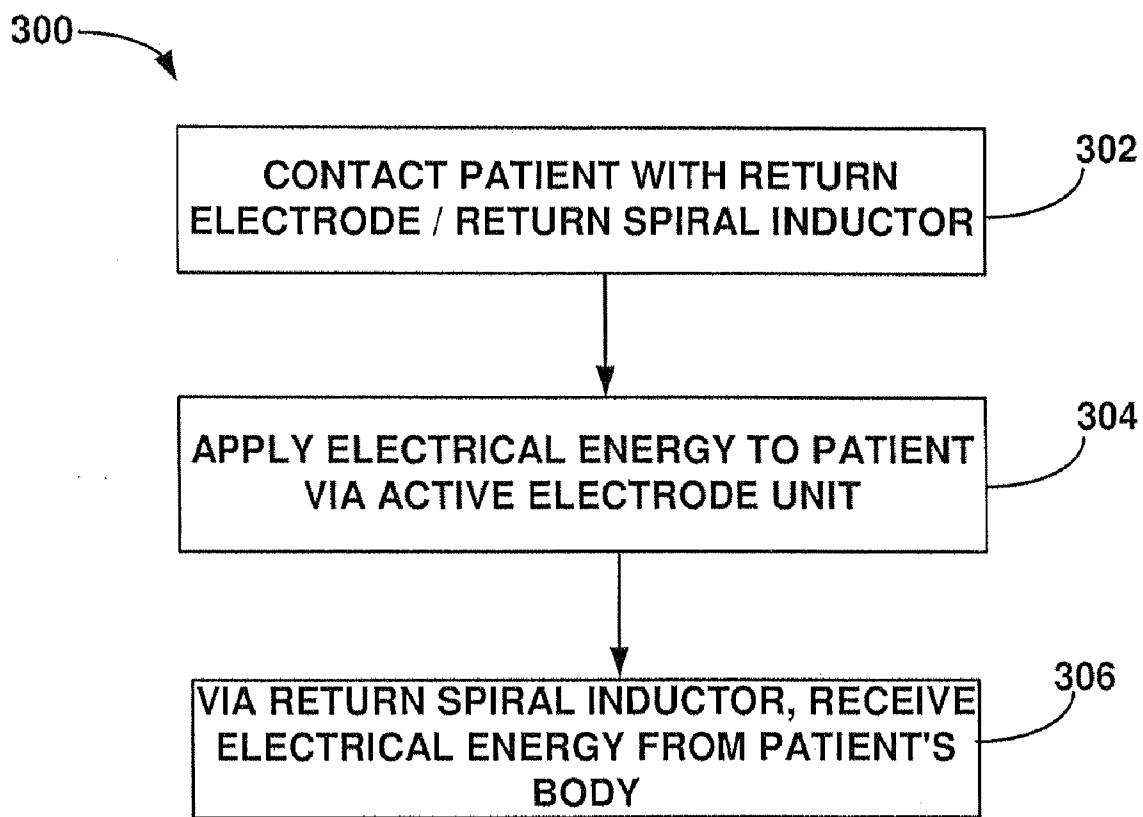 300
CONTACT PATIENT WITH RETURN
ELECTRODE / RETURN SPIRAL INDUCTOR
302
APPLY ELECTRICAL ENERGY TO PATIENT
VIA ACTIVE ELECTRODE UNIT
304
VIA RETURN SPIRAL INDUCTOR, RECEIVE
ELECTRICAL ENERGY FROM PATIENT'S
BODY
306